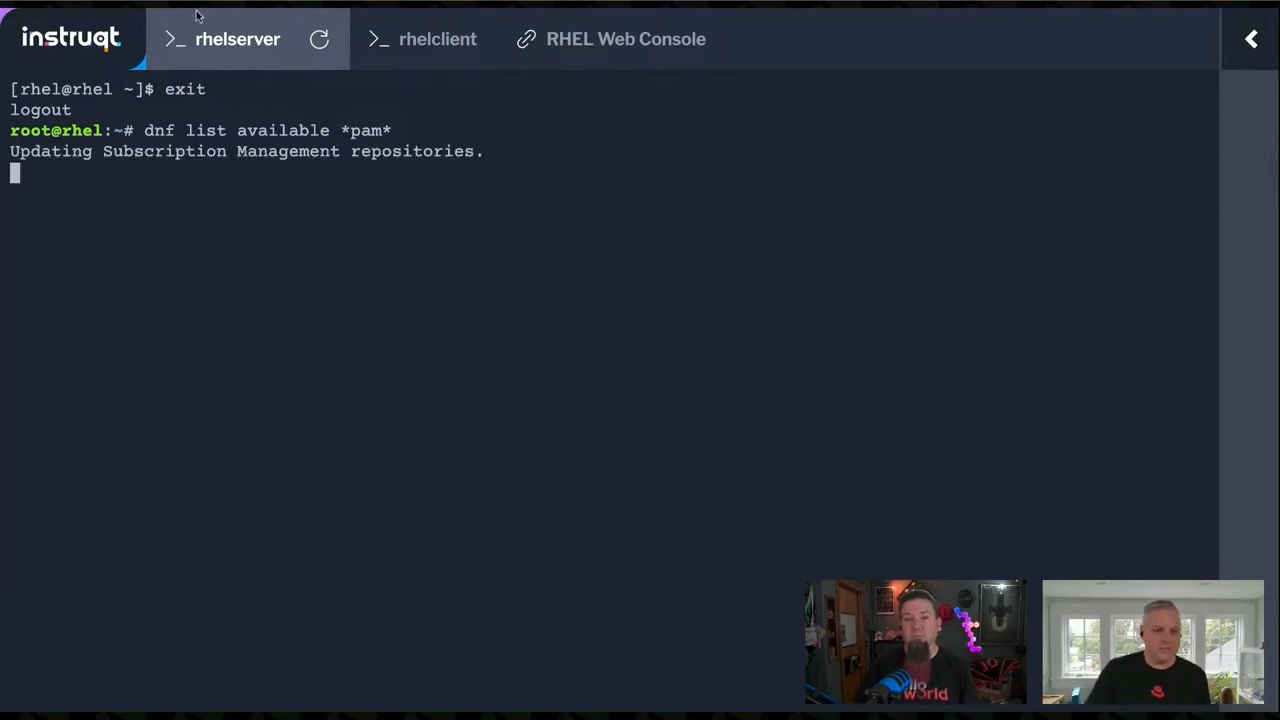 instruqt
>_ rhelserver
>_ rhelclient
RHEL Web Console
[rhel@rhel ~]$ exit
logout
root@rhel:~# dnf list available *pam*
Updating Subscription Management repositories.
world